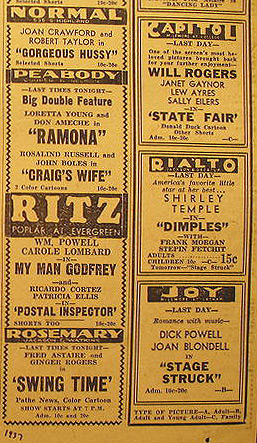 NORMAL
555 S HIGHLAND
JOAN CRAWFORD and
ROBERT TAYLOR in
"GORGEOUS HUSSY"
Selected Shorts 10c-20c
PEABODY
—LAST TIMES TONIGHT—
Big Double Feature
LORETTA YOUNG and
DON AMECHE in
"RAMONA"
ROSALIND RUSSELL and
JOHN BOLES in
"CRAIG'S WIFE"
2 Color Cartoons 10c-20c
RITZ
POPLAR AT EVERGREEN
WM. POWELL
CAROLE LOMBARD
—IN—
MY MAN GODFREY
—and—
RICARDO CORTEZ
PATRICIA ELLIS
—IN—
'POSTAL INSPECTOR'
SHORTS TOO 10c-20c
ROSEMARY
JACKSON & WATKINS
—LAST TIMES TONIGHT—
FRED ASTAIRE and
GINGER ROGERS
in
'SWING TIME'
Pathe News, Color Cartoon
SHOW STARTS AT 7 P.M.
Adm. 10c and 20c
1937
"DANCING LADY"
CAPITOL
—LAST DAY—
One of the screen's most be-
loved pictures brought back
for your further enjoyment—
WILL ROGERS
JANET GAYNOR
LEW AYRES
SALLY EILERS
—IN—
"STATE FAIR'
Donald Duck Cartoon
Other Shorts
Adm. 10c —C—
RIALTO
—LAST DAY—
America's favorite little
star at her best . . .
SHIRLEY
TEMPLE
—IN—
"DIMPLES"
—WITH—
FRANK MORGAN
STEPIN FETCHIT
ADULTS 15c
CHILDREN 10c —C—
Tomorrow—"Stage Struck"
JOY
—LAST DAY—
Romance with music—
DICK POWELL
JOAN BLONDELL
in
"STAGE
STRUCK"
Adm. 10c-20c —B—
TYPE OF PICTURE—A, Adult—B,
Adult and Young Adult—C, Family